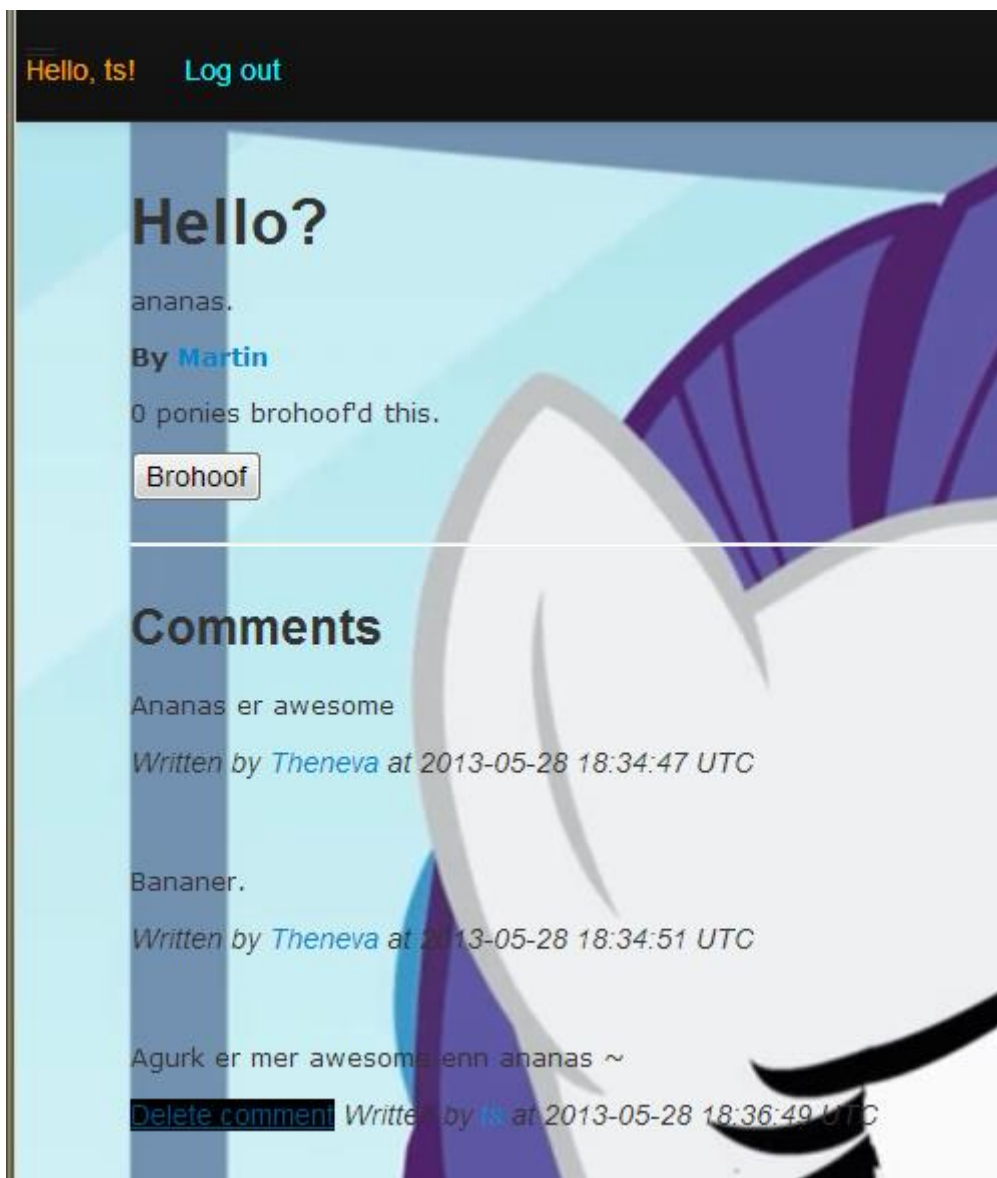 Hello, ts! Log out
Hello?
ananas.
By Martin
0 ponies brohoof'd this.
Brohoof
Comments
Ananas er awesome
Written by Theneva at 2013-05-28 18:34:47 UTC
Bananer.
Written by Theneva at 2013-05-28 18:34:51 UTC
Agurk er mer awesome enn ananas ~
Delete comment Written by ts at 2013-05-28 18:36:49 UTC